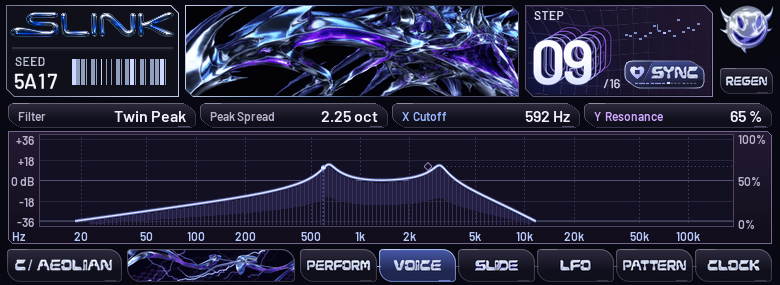 SLINK
SEED
5A17
STEP
09 /16
SYNC
REGEN
Filter Twin Peak
Peak Spread 2.25 oct
X Cutoff 592 Hz
Y Resonance 65 %
+36
+18
0 dB
-18
-36
100%
50%
0%
Hz 20 50 100 200 500 1k 2k 5k 10k 20k 50k 100k
C/ AEOLIAN
PERFORM
VOICE
SLIDE
LFO
PATTERN
CLOCK